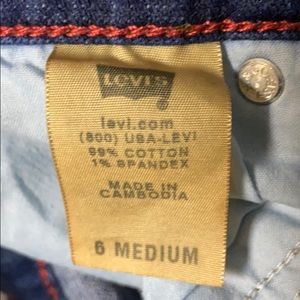 LEVI'S
levi.com
(800) USA-LEVI
99% COTTON
1% SPANDEX
MADE IN
CAMBODIA
6 MEDIUM